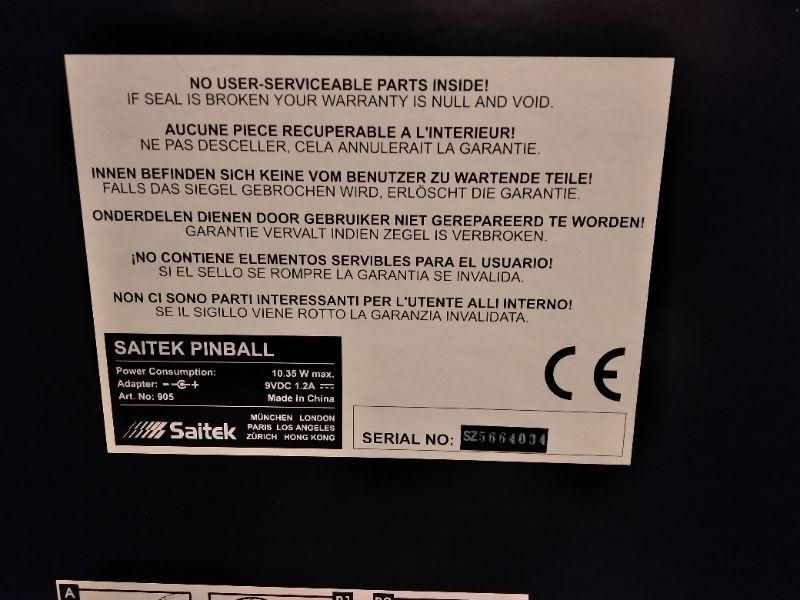 NO USER-SERVICEABLE PARTS INSIDE!
IF SEAL IS BROKEN YOUR WARRANTY IS NULL AND VOID.
AUCUNE PIECE RECUPERABLE A L'INTERIEUR!
NE PAS DESCELLER, CELA ANNULERAIT LA GARANTIE.
INNEN BEFINDEN SICH KEINE VOM BENUTZER ZU WARTENDE TEILE!
FALLS DAS SIEGEL GEBROCHEN WIRD, ERLÖSCHT DIE GARANTIE.
ONDERDELEN DIENEN DOOR GEBRUIKER NIET GEREPAREERD TE WORDEN!
GARANTIE VERVALT INDIEN ZEGEL IS VERBROKEN.
¡NO CONTIENE ELEMENTOS SERVIBLES PARA EL USUARIO!
SI EL SELLO SE ROMPE LA GARANTIA SE INVALIDA.
NON CI SONO PARTI INTERESSANTI PER L'UTENTE ALLI INTERNO!
SE IL SIGILLO VIENE ROTTO LA GARANZIA INVALIDATA.
SAITEK PINBALL
Power Consumption: 10.35 W max.
Adapter: 9VDC 1.2A
Art. No: 905 Made in China
Saitek
MÜNCHEN LONDON
PARIS LOS ANGELES
ZÜRICH HONG KONG
CE
SERIAL NO: SZ5664034
A